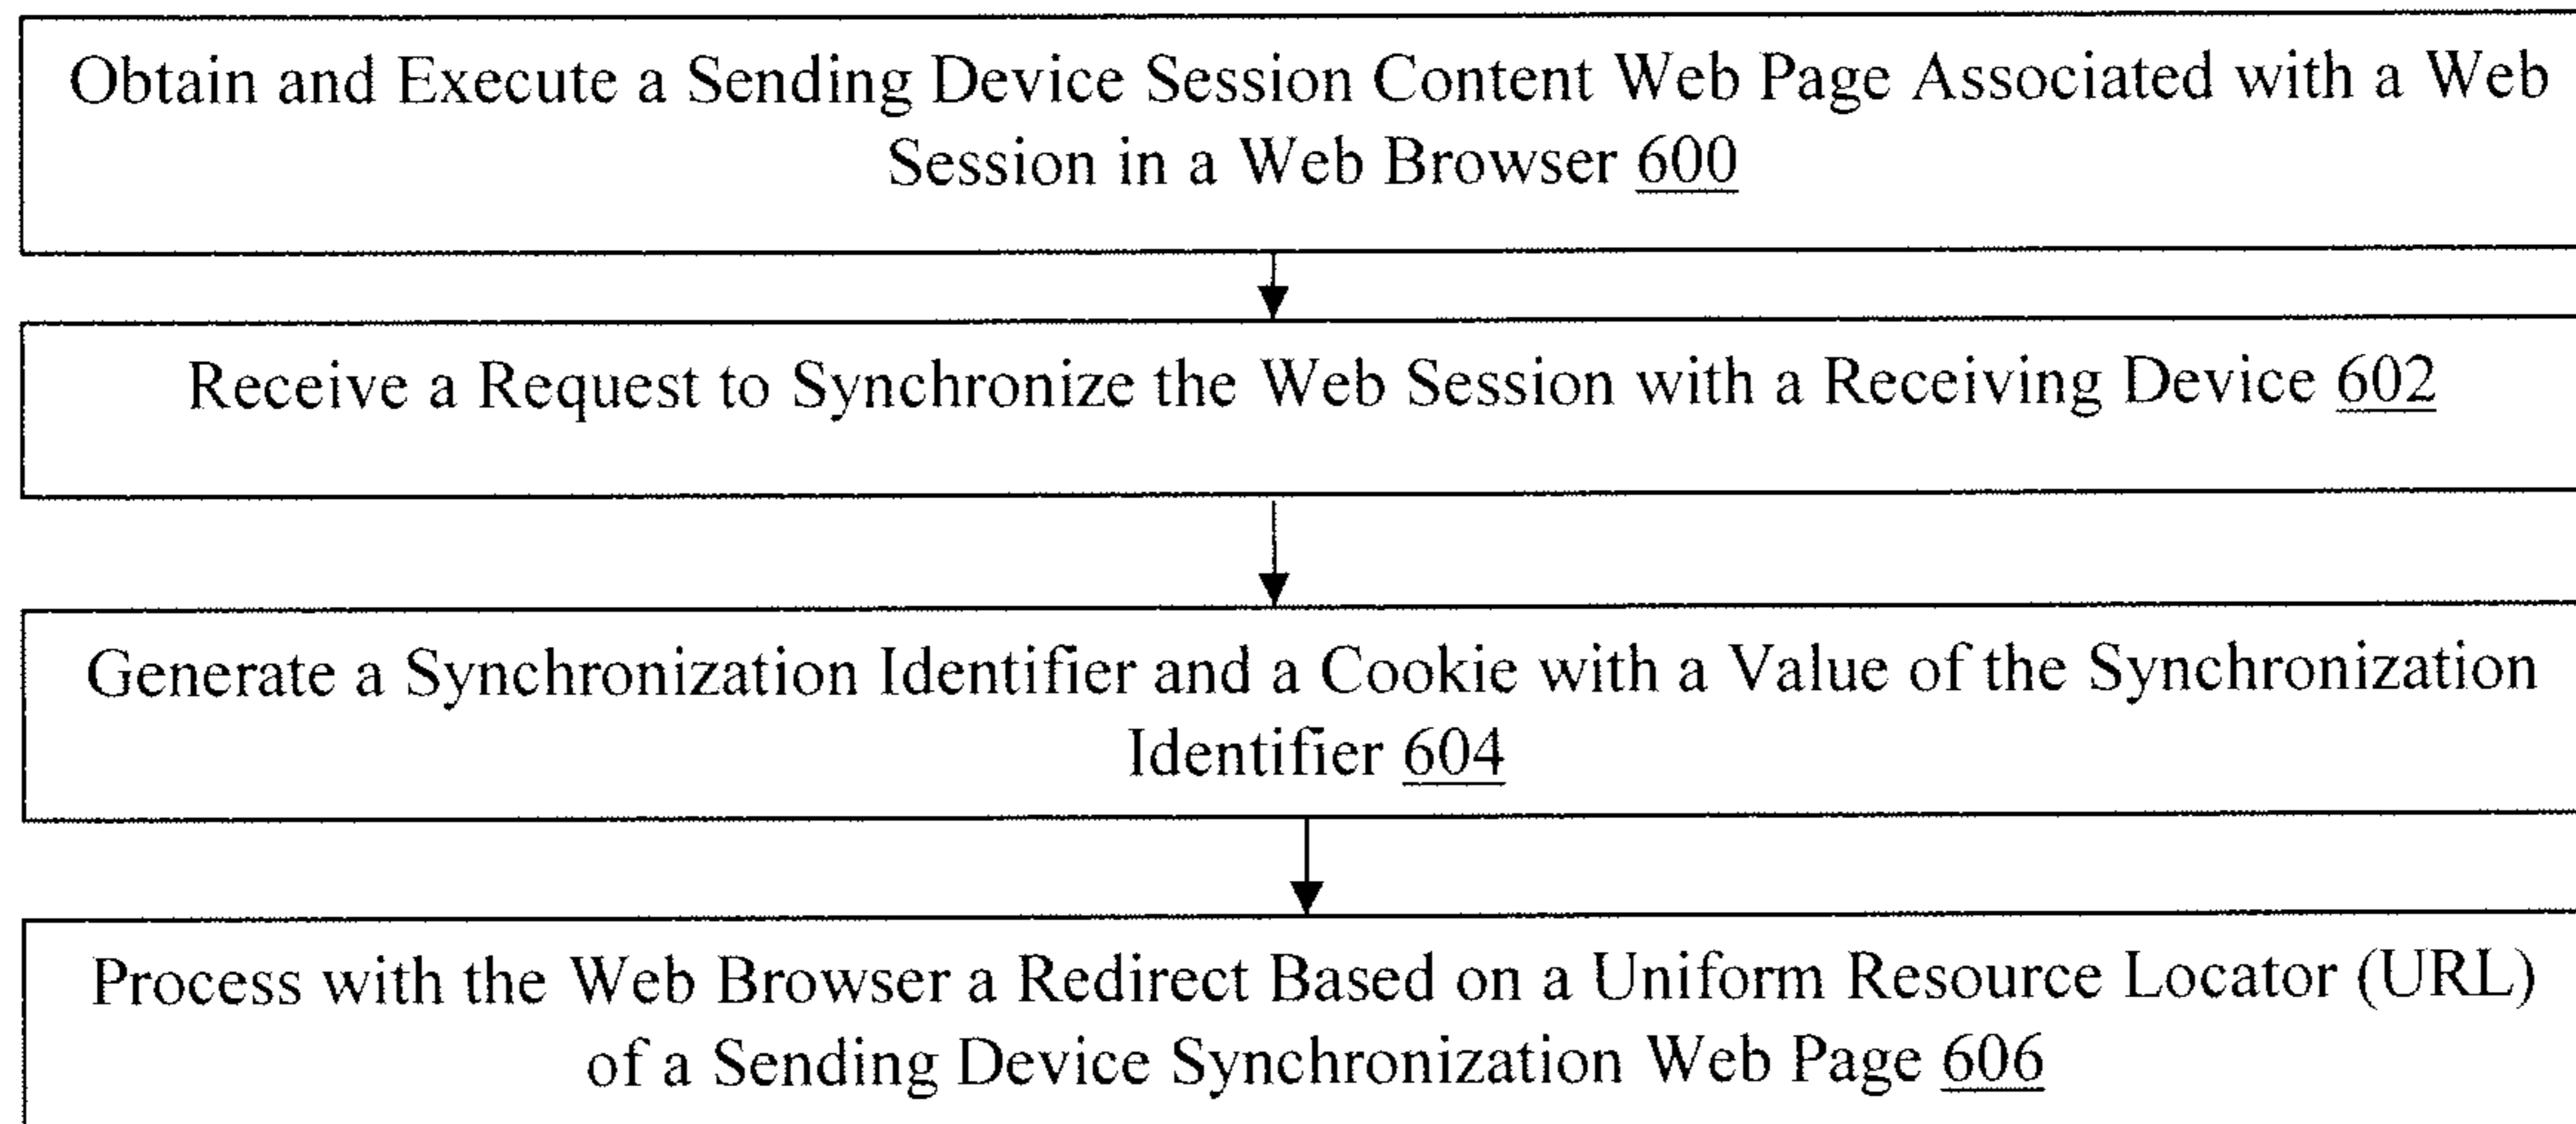 Obtain and Execute a Sending Device Session Content Web Page Associated with a Web
Session in a Web Browser 600
Receive a Request to Synchronize the Web Session with a Receiving Device 602
Generate a Synchronization Identifier and a Cookie with a Value of the Synchronization
Identifier 604
Process with the Web Browser a Redirect Based on a Uniform Resource Locator (URL)
of a Sending Device Synchronization Web Page 606